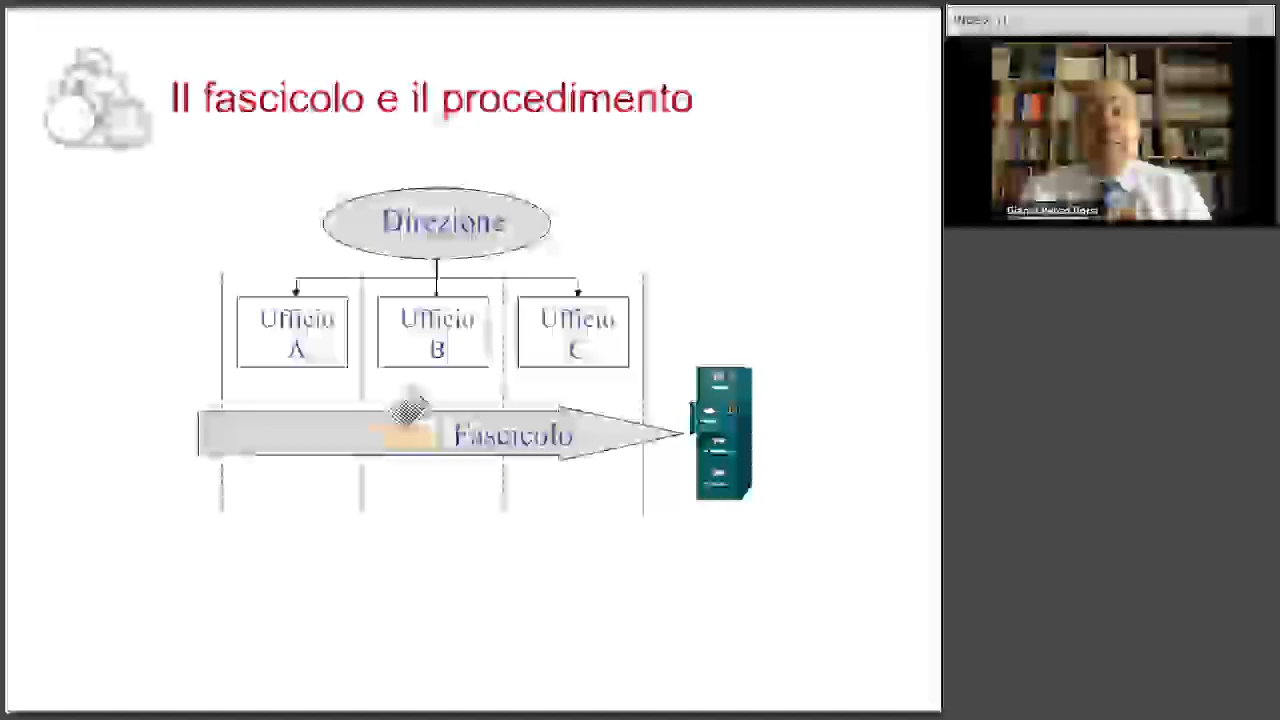 Il fascicolo e il procedimento
Direzione
Ufficio
A
Ufficio
B
Ufficio
C
Fascicolo